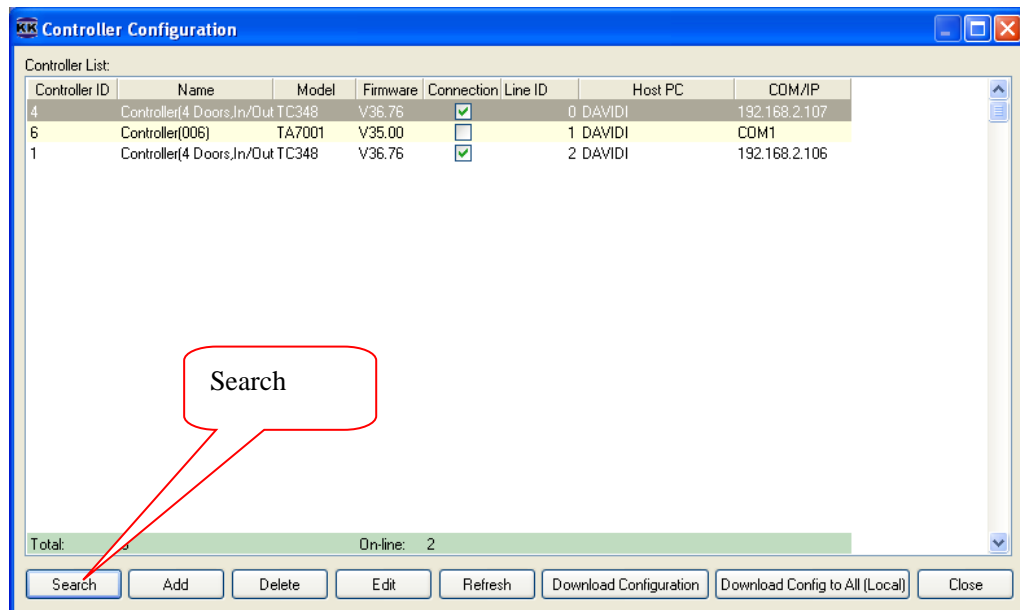 KK Controller Configuration
Controller List:
Controller ID Name Model Firmware Connection Line ID Host PC COM/IP
4 Controller(4 Doors,In/Out TC348 V36.76 0 DAVIDI 192.168.2.107
6 Controller(006) TA7001 V35.00 1 DAVIDI COM1
1 Controller(4 Doors,In/Out TC348 V36.76 2 DAVIDI 192.168.2.106
Search
Total: On-line: 2
Search Add Delete Edit Refresh Download Configuration Download Config to All (Local) Close